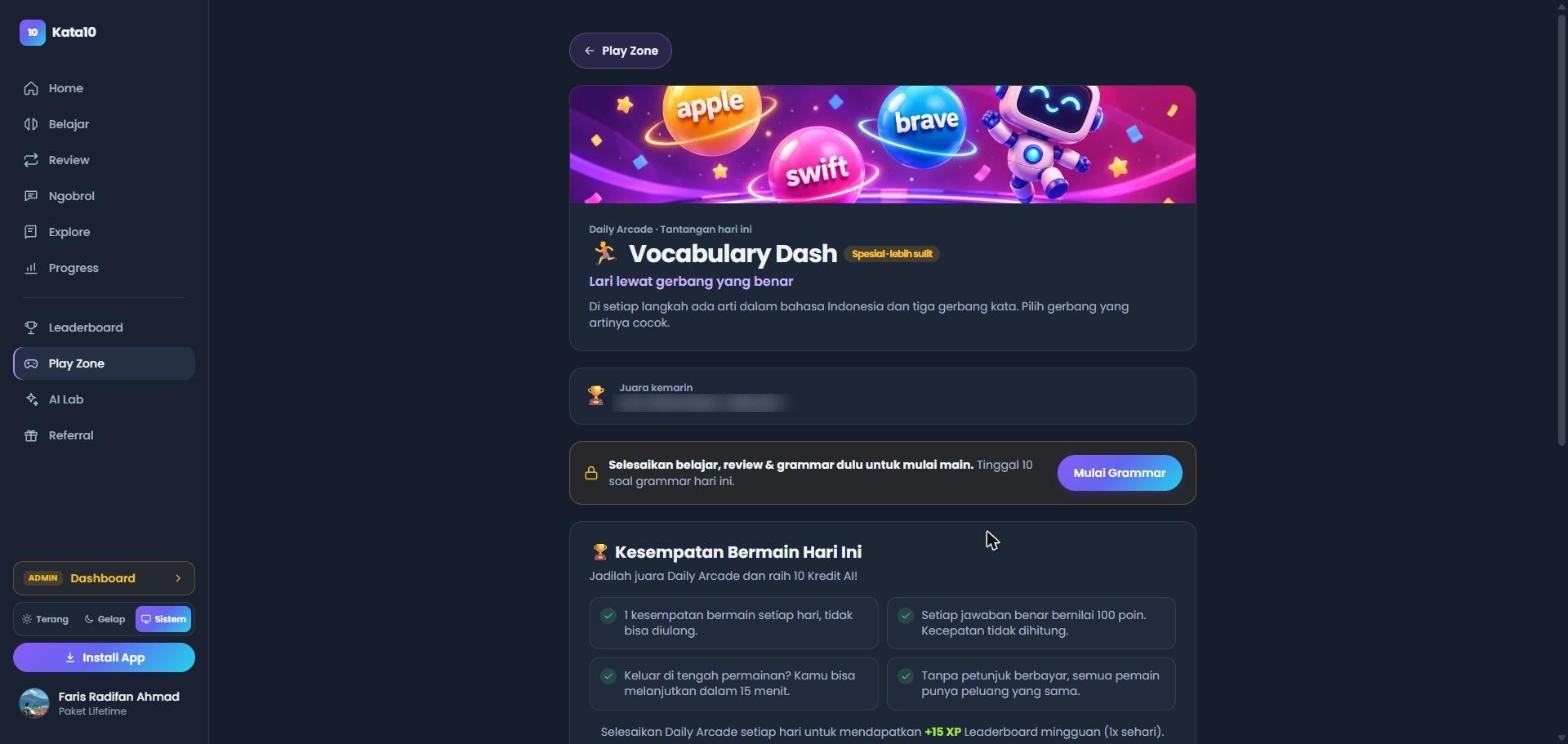 10 Kata10
Home
Belajar
Review
Ngobrol
Explore
Progress
Leaderboard
Play Zone
AI Lab
Referral
ADMIN Dashboard
Terang Gelap Sistem
Install App
Faris Radifan Ahmad
Paket Lifetime
← Play Zone
apple
brave
swift
Daily Arcade · Tantangan hari ini
Vocabulary Dash Spesial · lebih sulit
Lari lewat gerbang yang benar
Di setiap langkah ada arti dalam bahasa Indonesia dan tiga gerbang kata. Pilih gerbang yang
artinya cocok.
Juara kemarin
Selesaikan belajar, review & grammar dulu untuk mulai main. Tinggal 10
soal grammar hari ini.
Mulai Grammar
Kesempatan Bermain Hari Ini
Jadilah juara Daily Arcade dan raih 10 Kredit AI!
1 kesempatan bermain setiap hari, tidak
bisa diulang.
Setiap jawaban benar bernilai 100 poin.
Kecepatan tidak dihitung.
Keluar di tengah permainan? Kamu bisa
melanjutkan dalam 15 menit.
Tanpa petunjuk berbayar, semua pemain
punya peluang yang sama.
Selesaikan Daily Arcade setiap hari untuk mendapatkan +15 XP Leaderboard mingguan (1x sehari).